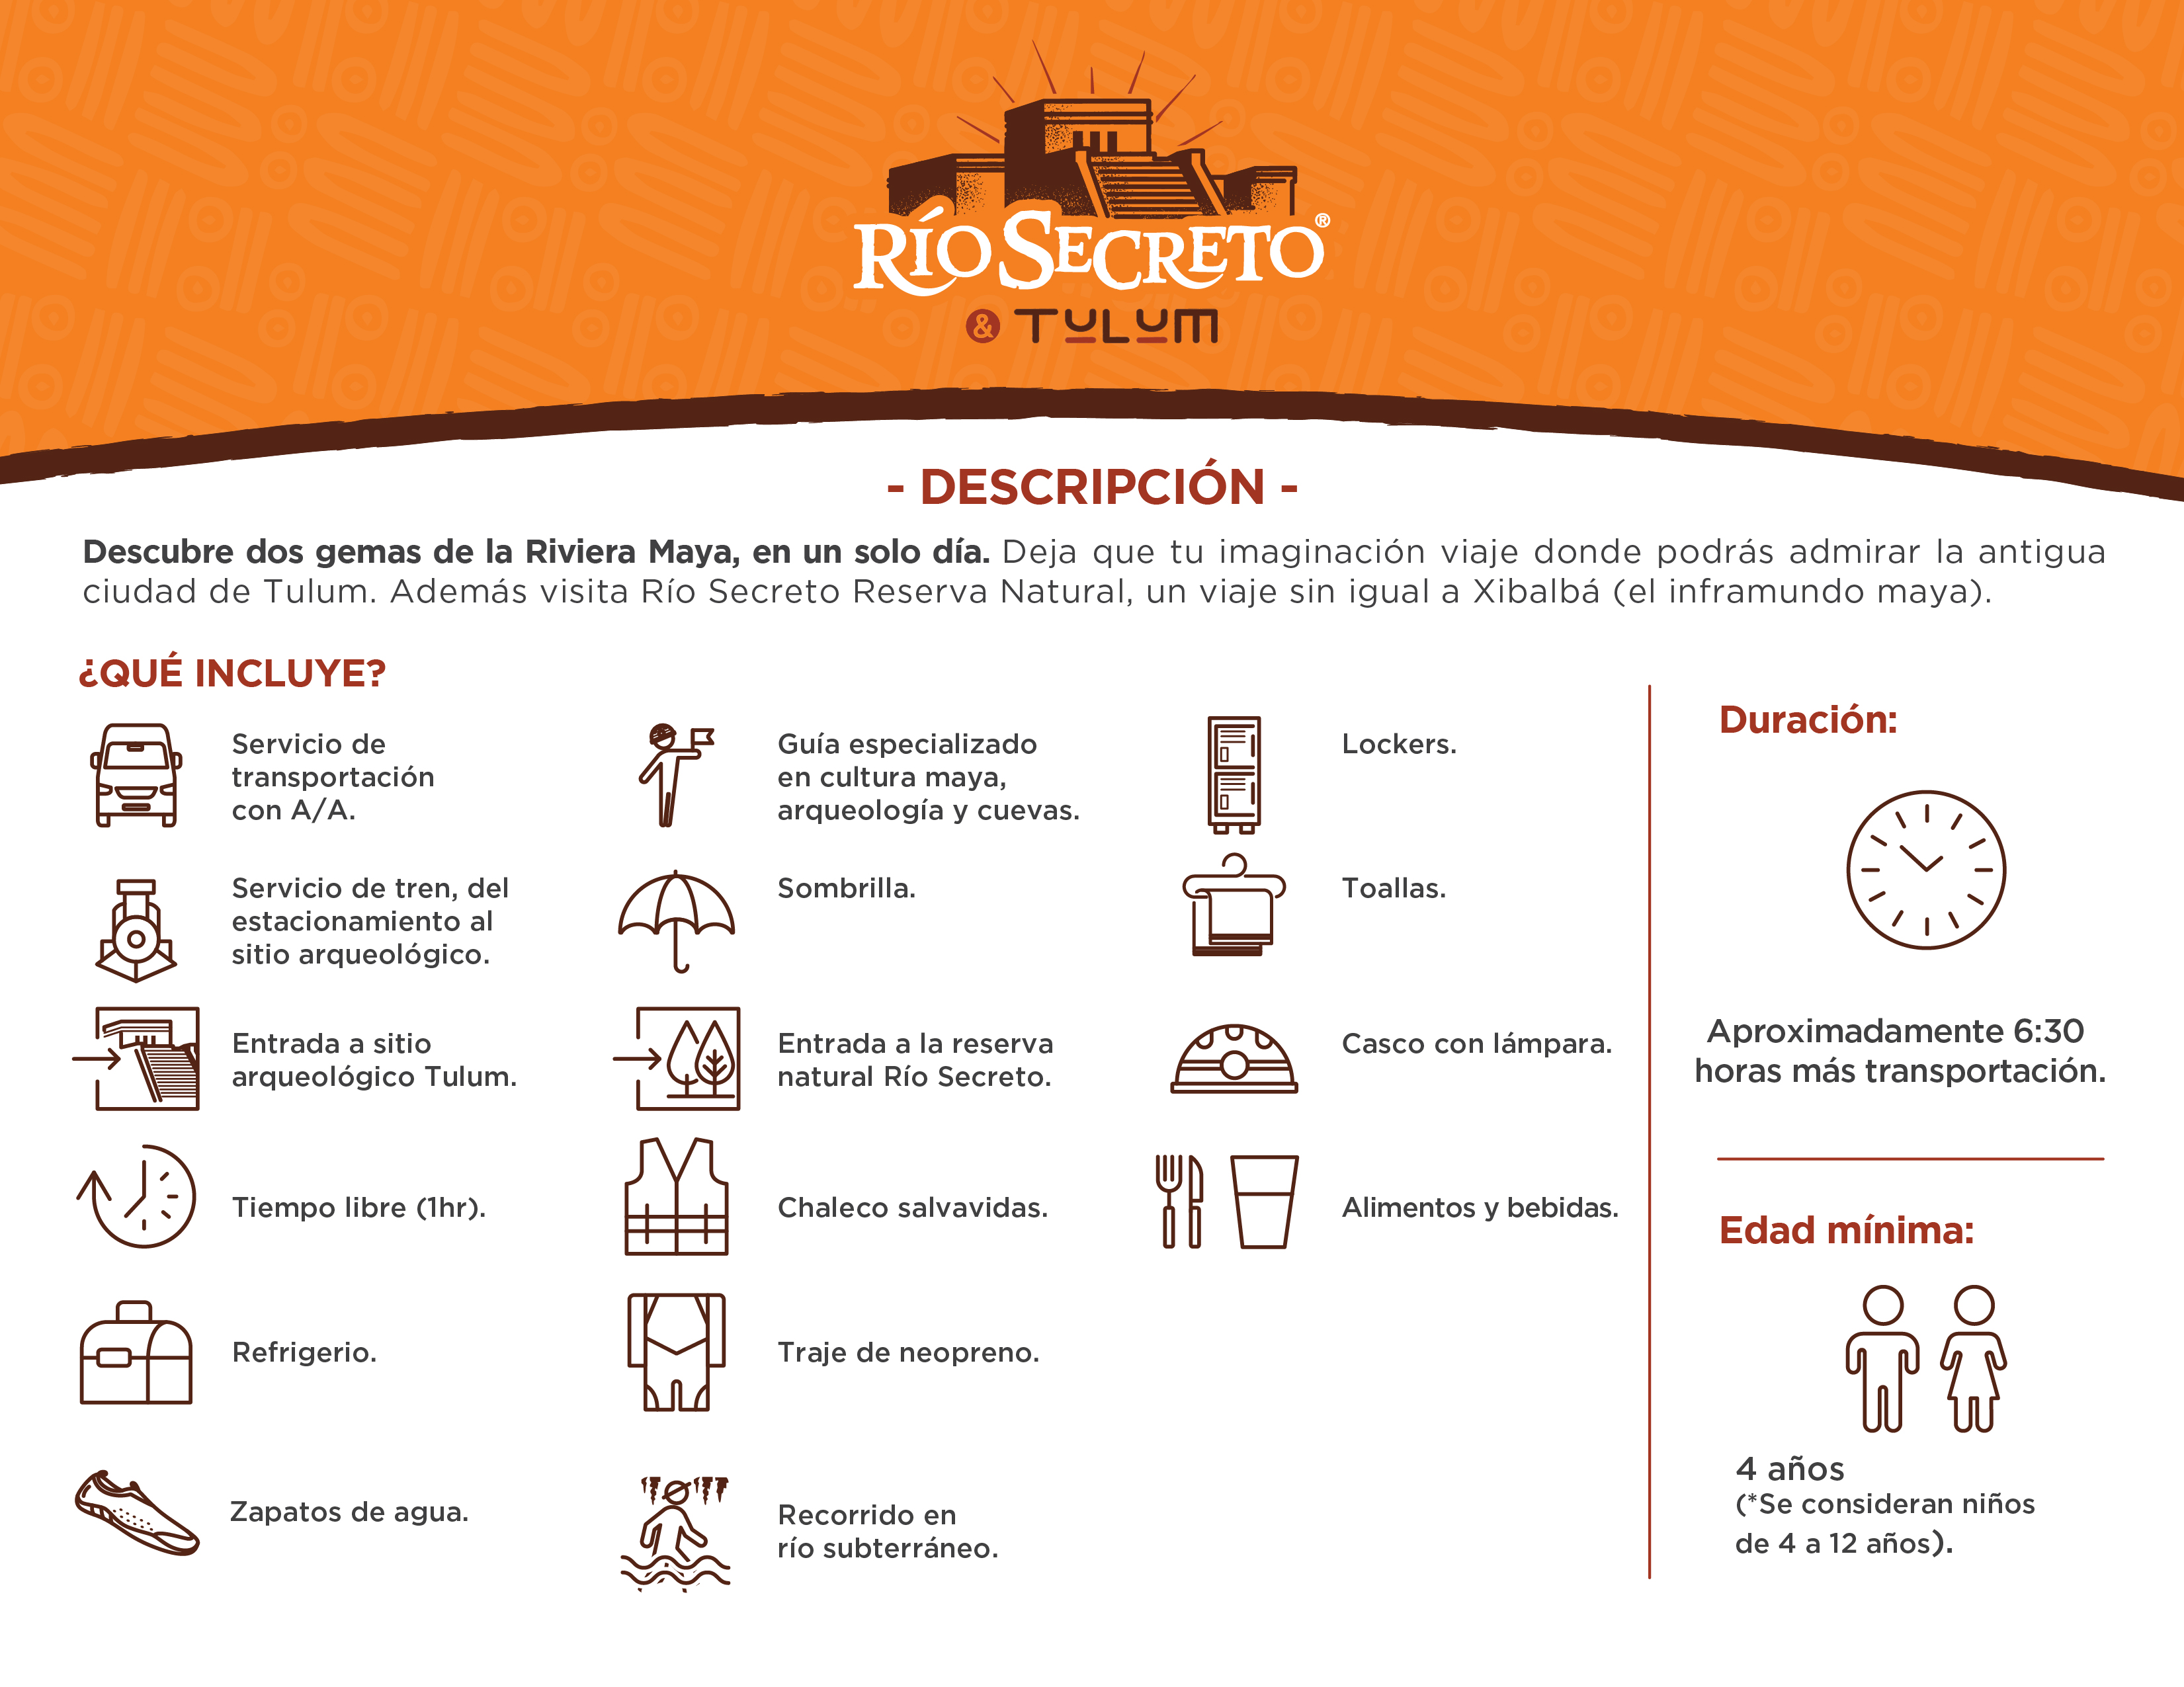 RÍO SECRETO®
& TULUM
- DESCRIPCIÓN -
Descubre dos gemas de la Riviera Maya, en un solo día. Deja que tu imaginación viaje donde podrás admirar la antigua
ciudad de Tulum. Además visita Río Secreto Reserva Natural, un viaje sin igual a Xibalbá (el inframundo maya).
¿QUÉ INCLUYE?
Servicio de
transportación
con A/A.
Servicio de tren, del
estacionamiento al
sitio arqueológico.
Entrada a sitio
arqueológico Tulum.
Tiempo libre (1hr).
Refrigerio.
Zapatos de agua.
Guía especializado
en cultura maya,
arqueología y cuevas.
Sombrilla.
Entrada a la reserva
natural Río Secreto.
Chaleco salvavidas.
Traje de neopreno.
Recorrido en
río subterráneo.
Lockers.
Toallas.
Casco con lámpara.
Alimentos y bebidas.
Duración:
Aproximadamente 6:30
horas más transportación.
Edad mínima:
4 años
(*Se consideran niños
de 4 a 12 años).